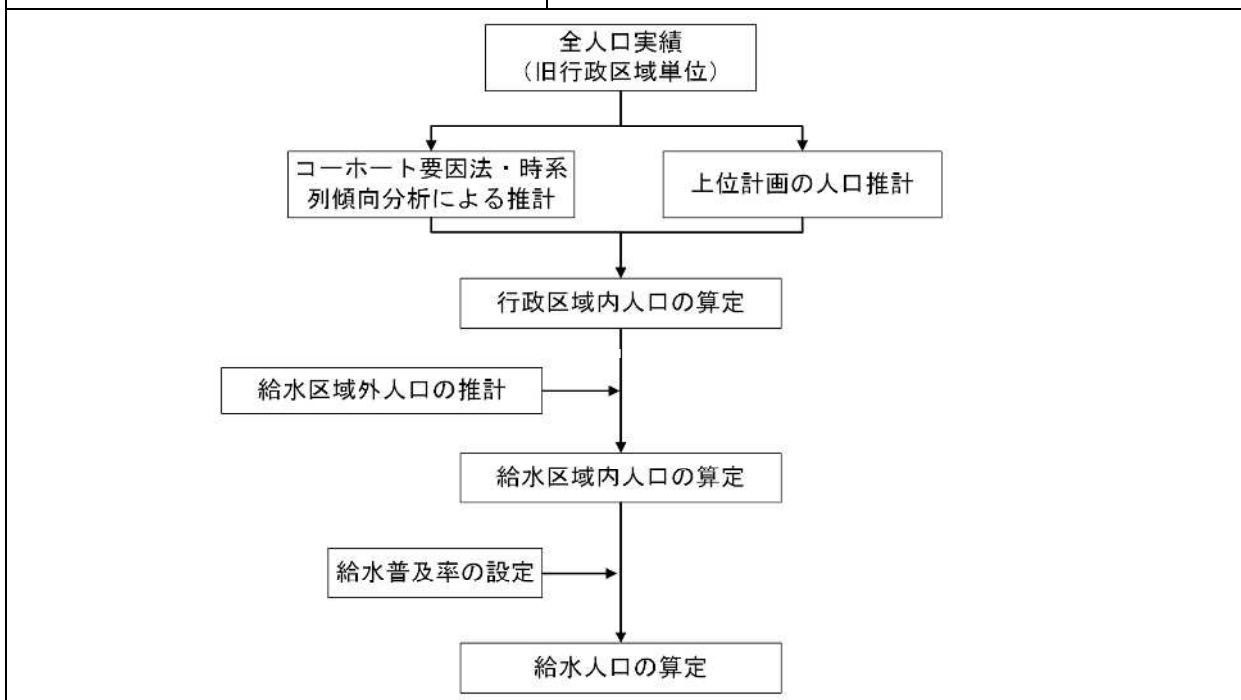 全人口実績
（旧行政区域単位）
コーホート要因法・時系
列傾向分析による推計
上位計画の人口推計
行政区域内人口の算定
給水区域外人口の推計
給水区域内人口の算定
給水普及率の設定
給水人口の算定